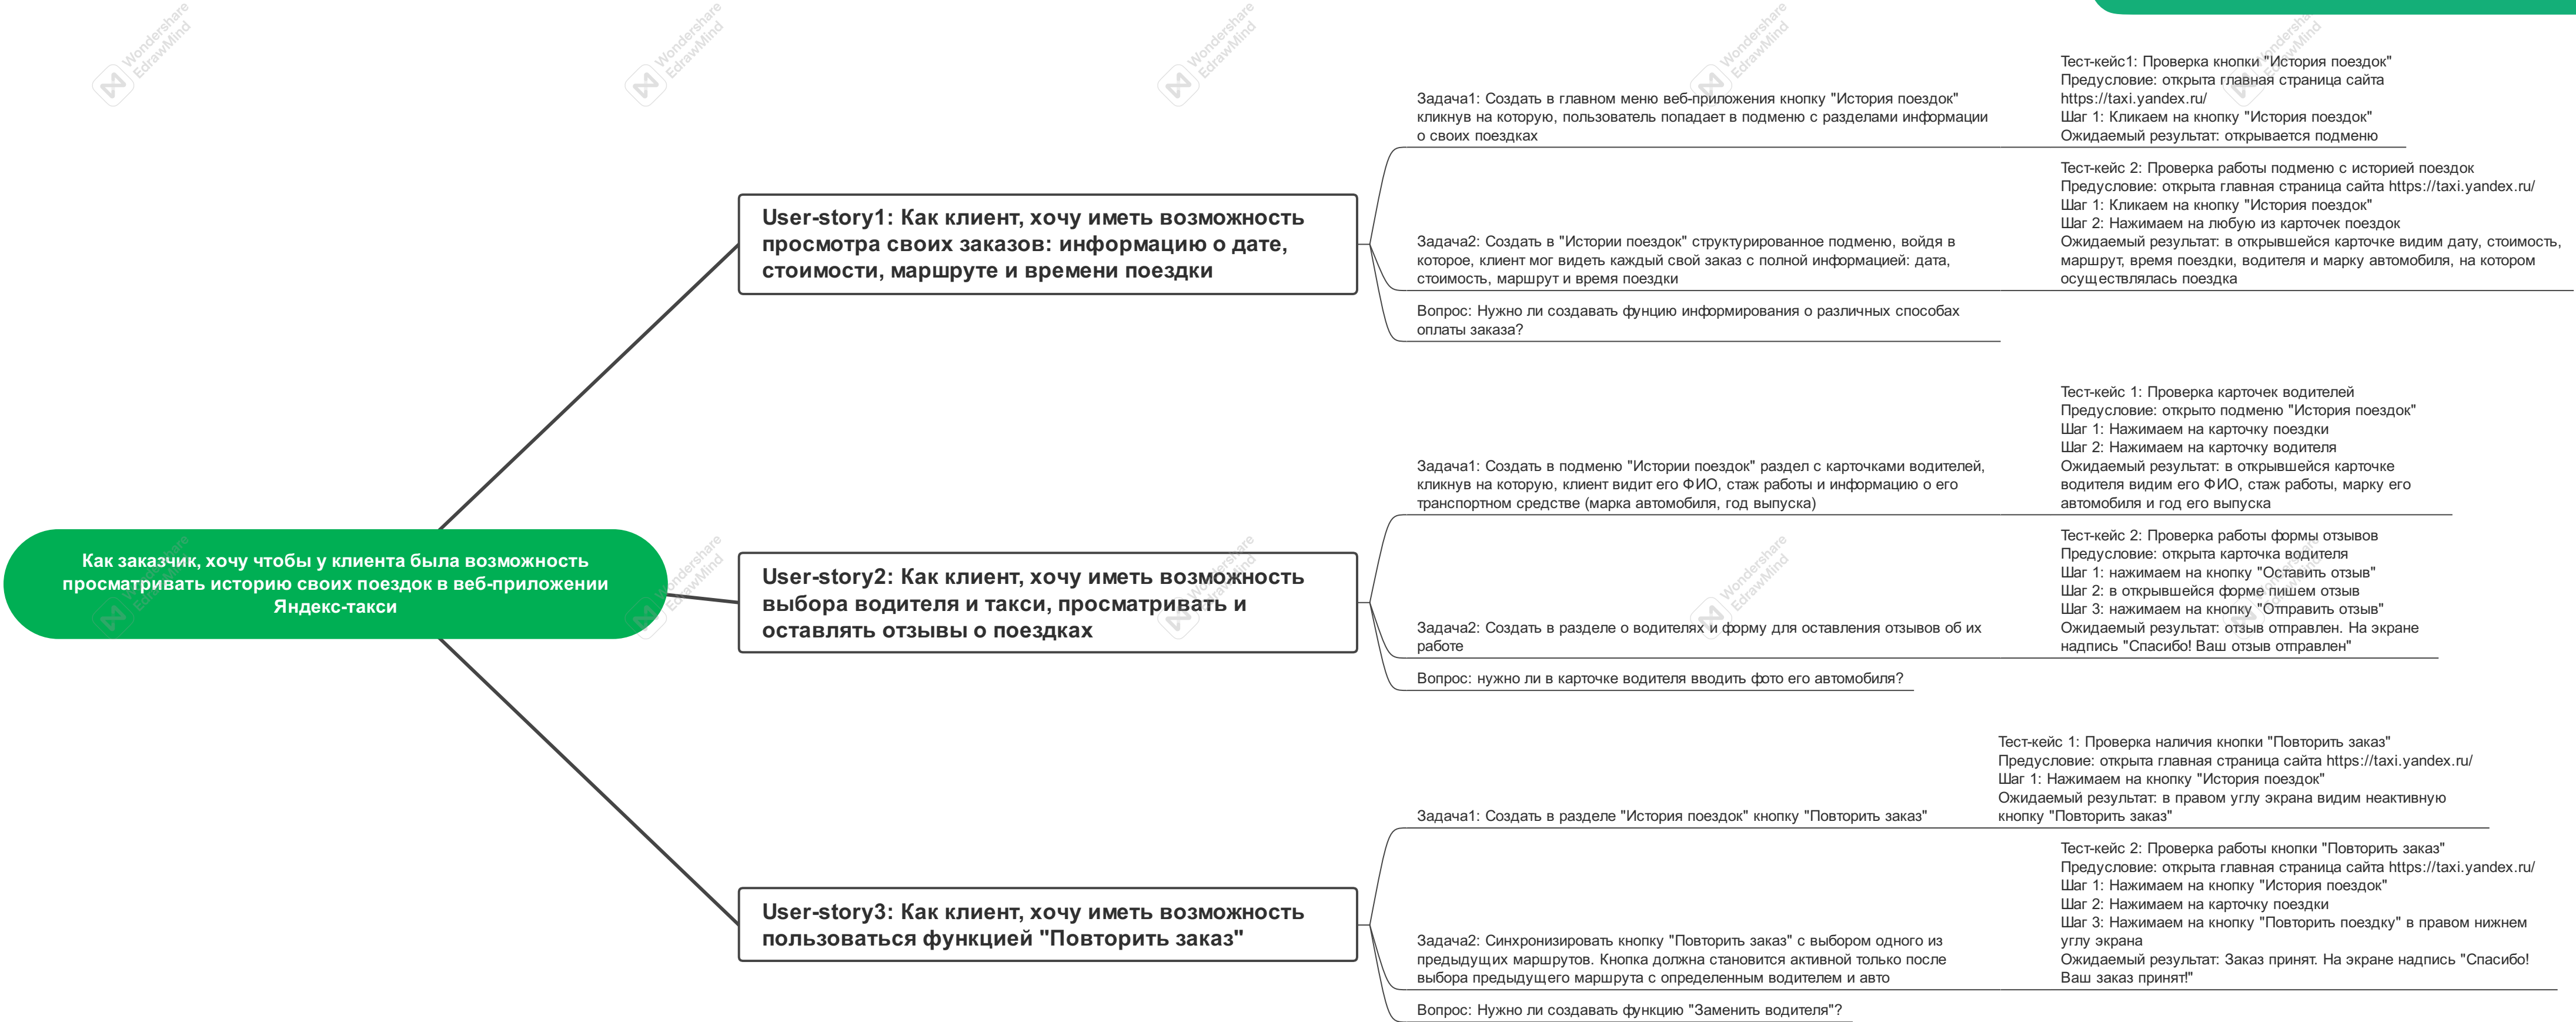 Как заказчик, хочу чтобы у клиента была возможность
просматривать историю своих поездок в веб-приложении
Яндекс-такси
User-story1: Как клиент, хочу иметь возможность
просмотра своих заказов: информацию о дате,
стоимости, маршруте и времени поездки
Задача1: Создать в главном меню веб-приложения кнопку "История поездок"
кликнув на которую, пользователь попадает в подменю с разделами информации
о своих поездках
Тест-кейс1: Проверка кнопки "История поездок"
Предусловие: открыта главная страница сайта
https://taxi.yandex.ru/
Шаг 1: Кликаем на кнопку "История поездок"
Ожидаемый результат: открывается подменю
Задача2: Создать в "Истории поездок" структурированное подменю, войдя в
которое, клиент мог видеть каждый свой заказ с полной информацией: дата,
стоимость, маршрут и время поездки
Тест-кейс 2: Проверка работы подменю с историей поездок
Предусловие: открыта главная страница сайта https://taxi.yandex.ru/
Шаг 1: Кликаем на кнопку "История поездок"
Шаг 2: Нажимаем на любую из карточек поездок
Ожидаемый результат: в открывшейся карточке видим дату, стоимость,
маршрут, время поездки, водителя и марку автомобиля, на котором
осуществлялась поездка
Вопрос: Нужно ли создавать фунцию информирования о различных способах
оплаты заказа?
User-story2: Как клиент, хочу иметь возможность
выбора водителя и такси, просматривать и
оставлять отзывы о поездках
Задача1: Создать в подменю "Истории поездок" раздел с карточками водителей,
кликнув на которую, клиент видит его ФИО, стаж работы и информацию о его
транспортном средстве (марка автомобиля, год выпуска)
Тест-кейс 1: Проверка карточек водителей
Предусловие: открыто подменю "История поездок"
Шаг 1: Нажимаем на карточку поездки
Шаг 2: Нажимаем на карточку водителя
Ожидаемый результат: в открывшейся карточке
водителя видим его ФИО, стаж работы, марку его
автомобиля и год его выпуска
Задача2: Создать в разделе о водителях и форму для оставления отзывов об их
работе
Тест-кейс 2: Проверка работы формы отзывов
Предусловие: открыта карточка водителя
Шаг 1: нажимаем на кнопку "Оставить отзыв"
Шаг 2: в открывшейся форме пишем отзыв
Шаг 3: нажимаем на кнопку "Отправить отзыв"
Ожидаемый результат: отзыв отправлен. На экране
надпись "Спасибо! Ваш отзыв отправлен"
Вопрос: нужно ли в карточке водителя вводить фото его автомобиля?
User-story3: Как клиент, хочу иметь возможность
пользоваться функцией "Повторить заказ"
Задача1: Создать в разделе "История поездок" кнопку "Повторить заказ"
Тест-кейс 1: Проверка наличия кнопки "Повторить заказ"
Предусловие: открыта главная страница сайта https://taxi.yandex.ru/
Шаг 1: Нажимаем на кнопку "История поездок"
Ожидаемый результат: в правом углу экрана видим неактивную
кнопку "Повторить заказ"
Задача2: Синхронизировать кнопку "Повторить заказ" с выбором одного из
предыдущих маршрутов. Кнопка должна становится активной только после
выбора предыдущего маршрута с определенным водителем и авто
Тест-кейс 2: Проверка работы кнопки "Повторить заказ"
Предусловие: открыта главная страница сайта https://taxi.yandex.ru/
Шаг 1: Нажимаем на кнопку "История поездок"
Шаг 2: Нажимаем на карточку поездки
Шаг 3: Нажимаем на кнопку "Повторить поездку" в правом нижнем
углу экрана
Ожидаемый результат: Заказ принят. На экране надпись "Спасибо!
Ваш заказ принят!"
Вопрос: Нужно ли создавать функцию "Заменить водителя"?
Wondershare
EdrawMind
Wondershare
EdrawMind
Wondershare
EdrawMind
Wondershare
EdrawMind
Wondershare
EdrawMind
Wondershare
EdrawMind
Wondershare
EdrawMind
Wondershare
EdrawMind
Wondershare
EdrawMind
Wondershare
EdrawMind